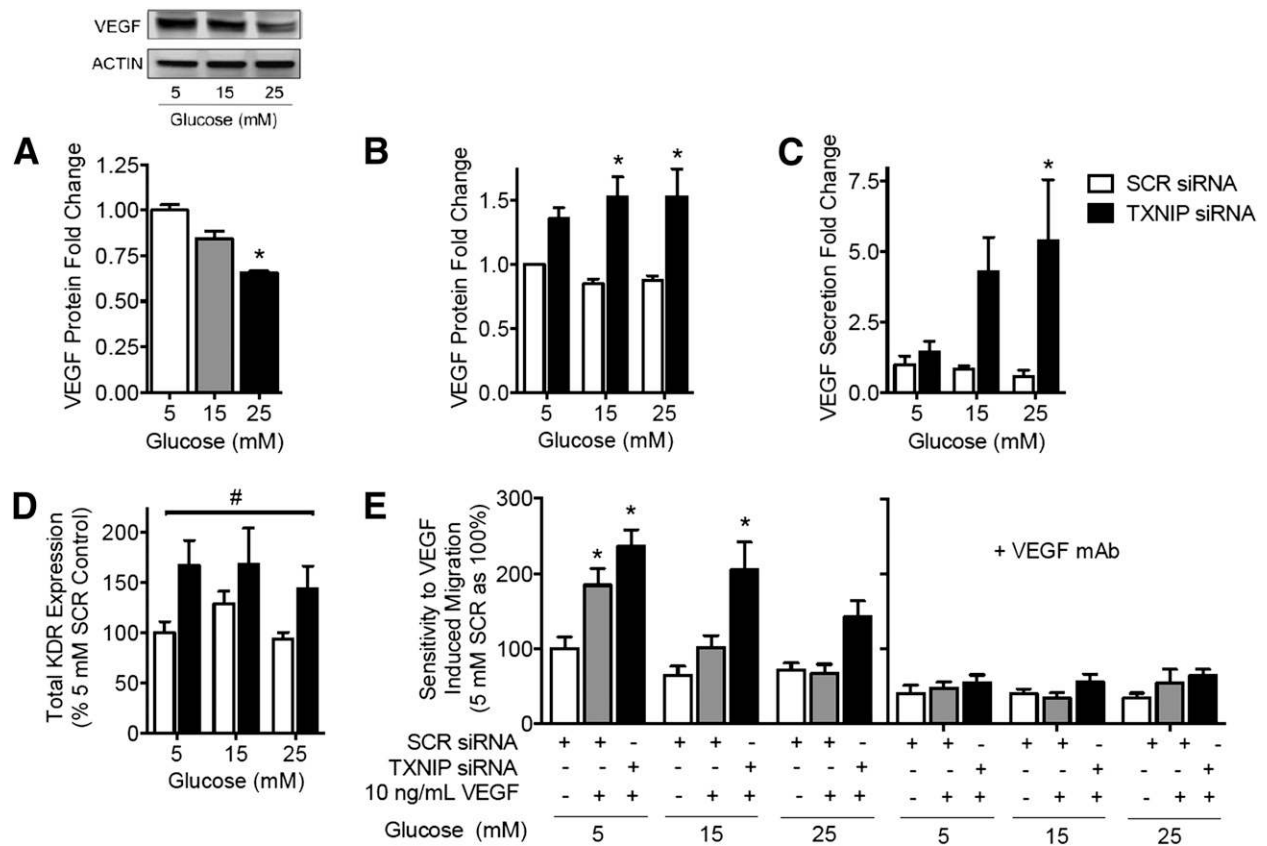 VEGF
ACTIN
5 15 25
Glucose (mM)
A
VEGF Protein Fold Change
1.25
1.00
0.75
0.50
0.25
0.00
*
5 15 25
Glucose (mM)
B
VEGF Protein Fold Change
1.5
1.0
0.5
0.0
* *
5 15 25
Glucose (mM)
C
VEGF Secretion Fold Change
7.5
5.0
2.5
0
*
5 15 25
Glucose (mM)
SCR siRNA
TXNIP siRNA
D
Total KDR Expression
(% 5 mM SCR Control)
200
150
100
50
0
#
5 15 25
Glucose (mM)
E
Sensitivity to VEGF
Induced Migration
(5 mM SCR as 100%)
300
200
100
0
* * *
+ VEGF mAb
SCR siRNA + + - + + - + + - + + - + + - + + -
TXNIP siRNA - - + - - + - - + - - + - - + - - +
10 ng/mL VEGF - + + - + + - + + - + + - + + - + +
Glucose (mM) 5 15 25 5 15 25